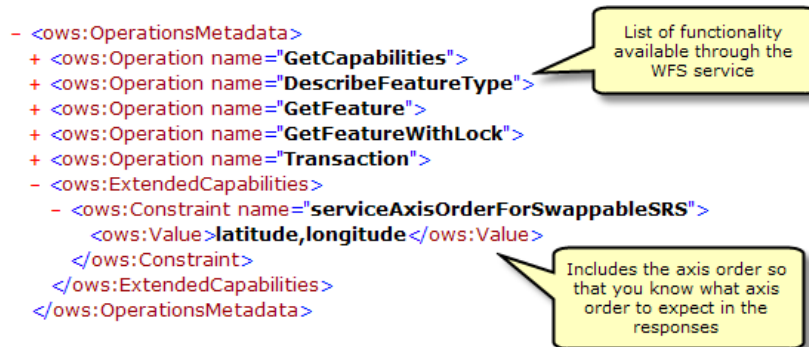 - <ows:OperationsMetadata>
+ <ows:Operation name="GetCapabilities">
+ <ows:Operation name="DescribeFeatureType">
+ <ows:Operation name="GetFeature">
+ <ows:Operation name="GetFeatureWithLock">
+ <ows:Operation name="Transaction">
- <ows:ExtendedCapabilities>
- <ows:Constraint name="serviceAxisOrderForSwappableSRS">
<ows:Value>latitude,longitude</ows:Value>
</ows:Constraint>
</ows:ExtendedCapabilities>
</ows:OperationsMetadata>
List of functionality
available through the
WFS service
Includes the axis order so
that you know what axis
order to expect in the
responses